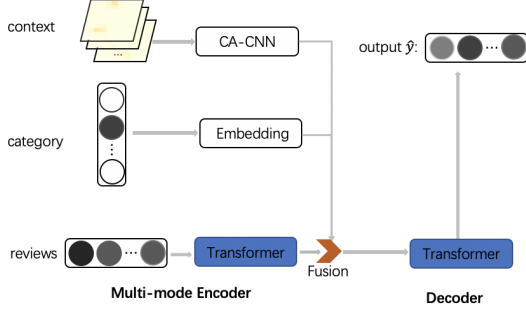 context
...
CA-CNN
output ŷ:
...
category
...
Embedding
reviews
...
Transformer
Fusion
Transformer
Multi-mode Encoder
Decoder